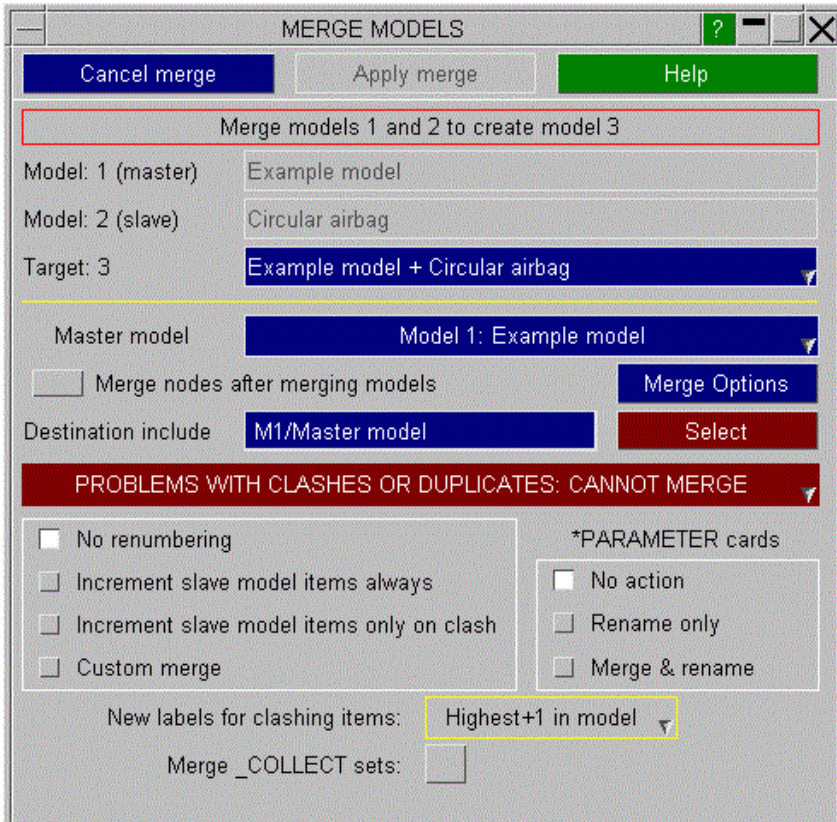 MERGE MODELS ?
Cancel merge Apply merge Help
Merge models 1 and 2 to create model 3
Model: 1 (master) Example model
Model: 2 (slave) Circular airbag
Target: 3 Example model + Circular airbag
Master model Model 1: Example model
Merge nodes after merging models Merge Options
Destination include M1/Master model Select
PROBLEMS WITH CLASHES OR DUPLICATES: CANNOT MERGE
No renumbering *PARAMETER cards
Increment slave model items always No action
Increment slave model items only on clash Rename only
Custom merge Merge & rename
New labels for clashing items: Highest+1 in model
Merge _COLLECT sets: